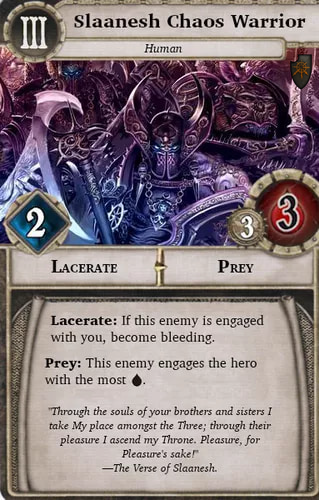 III
Slaanesh Chaos Warrior
Human
2
3
3
Lacerate
Prey
Lacerate: If this enemy is engaged
with you, become bleeding.
Prey: This enemy engages the hero
with the most .
"Through the souls of your brothers and sisters I
take My place amongst the Three; through their
pleasure I ascend my Throne. Pleasure, for
Pleasure's sake!"
—The Verse of Slaanesh.